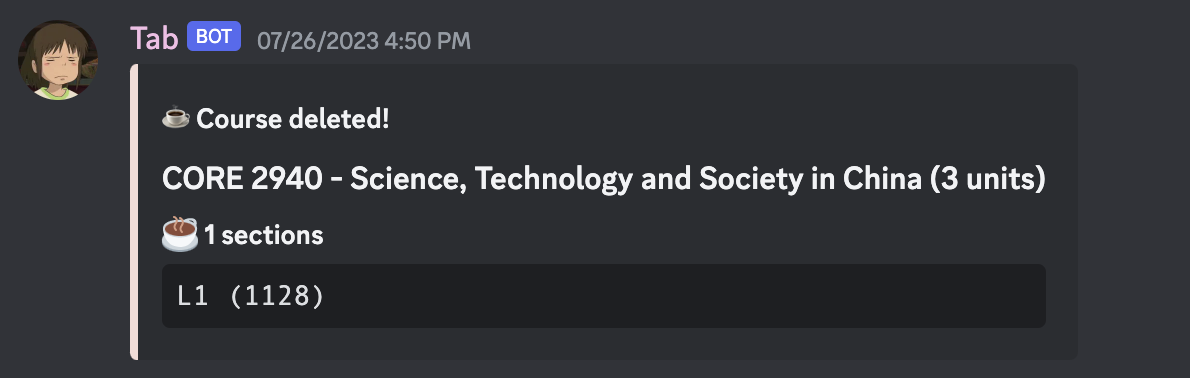 Tab BOT 07/26/2023 4:50 PM
☕ Course deleted!
CORE 2940 - Science, Technology and Society in China (3 units)
☕ 1 sections
L1 (1128)